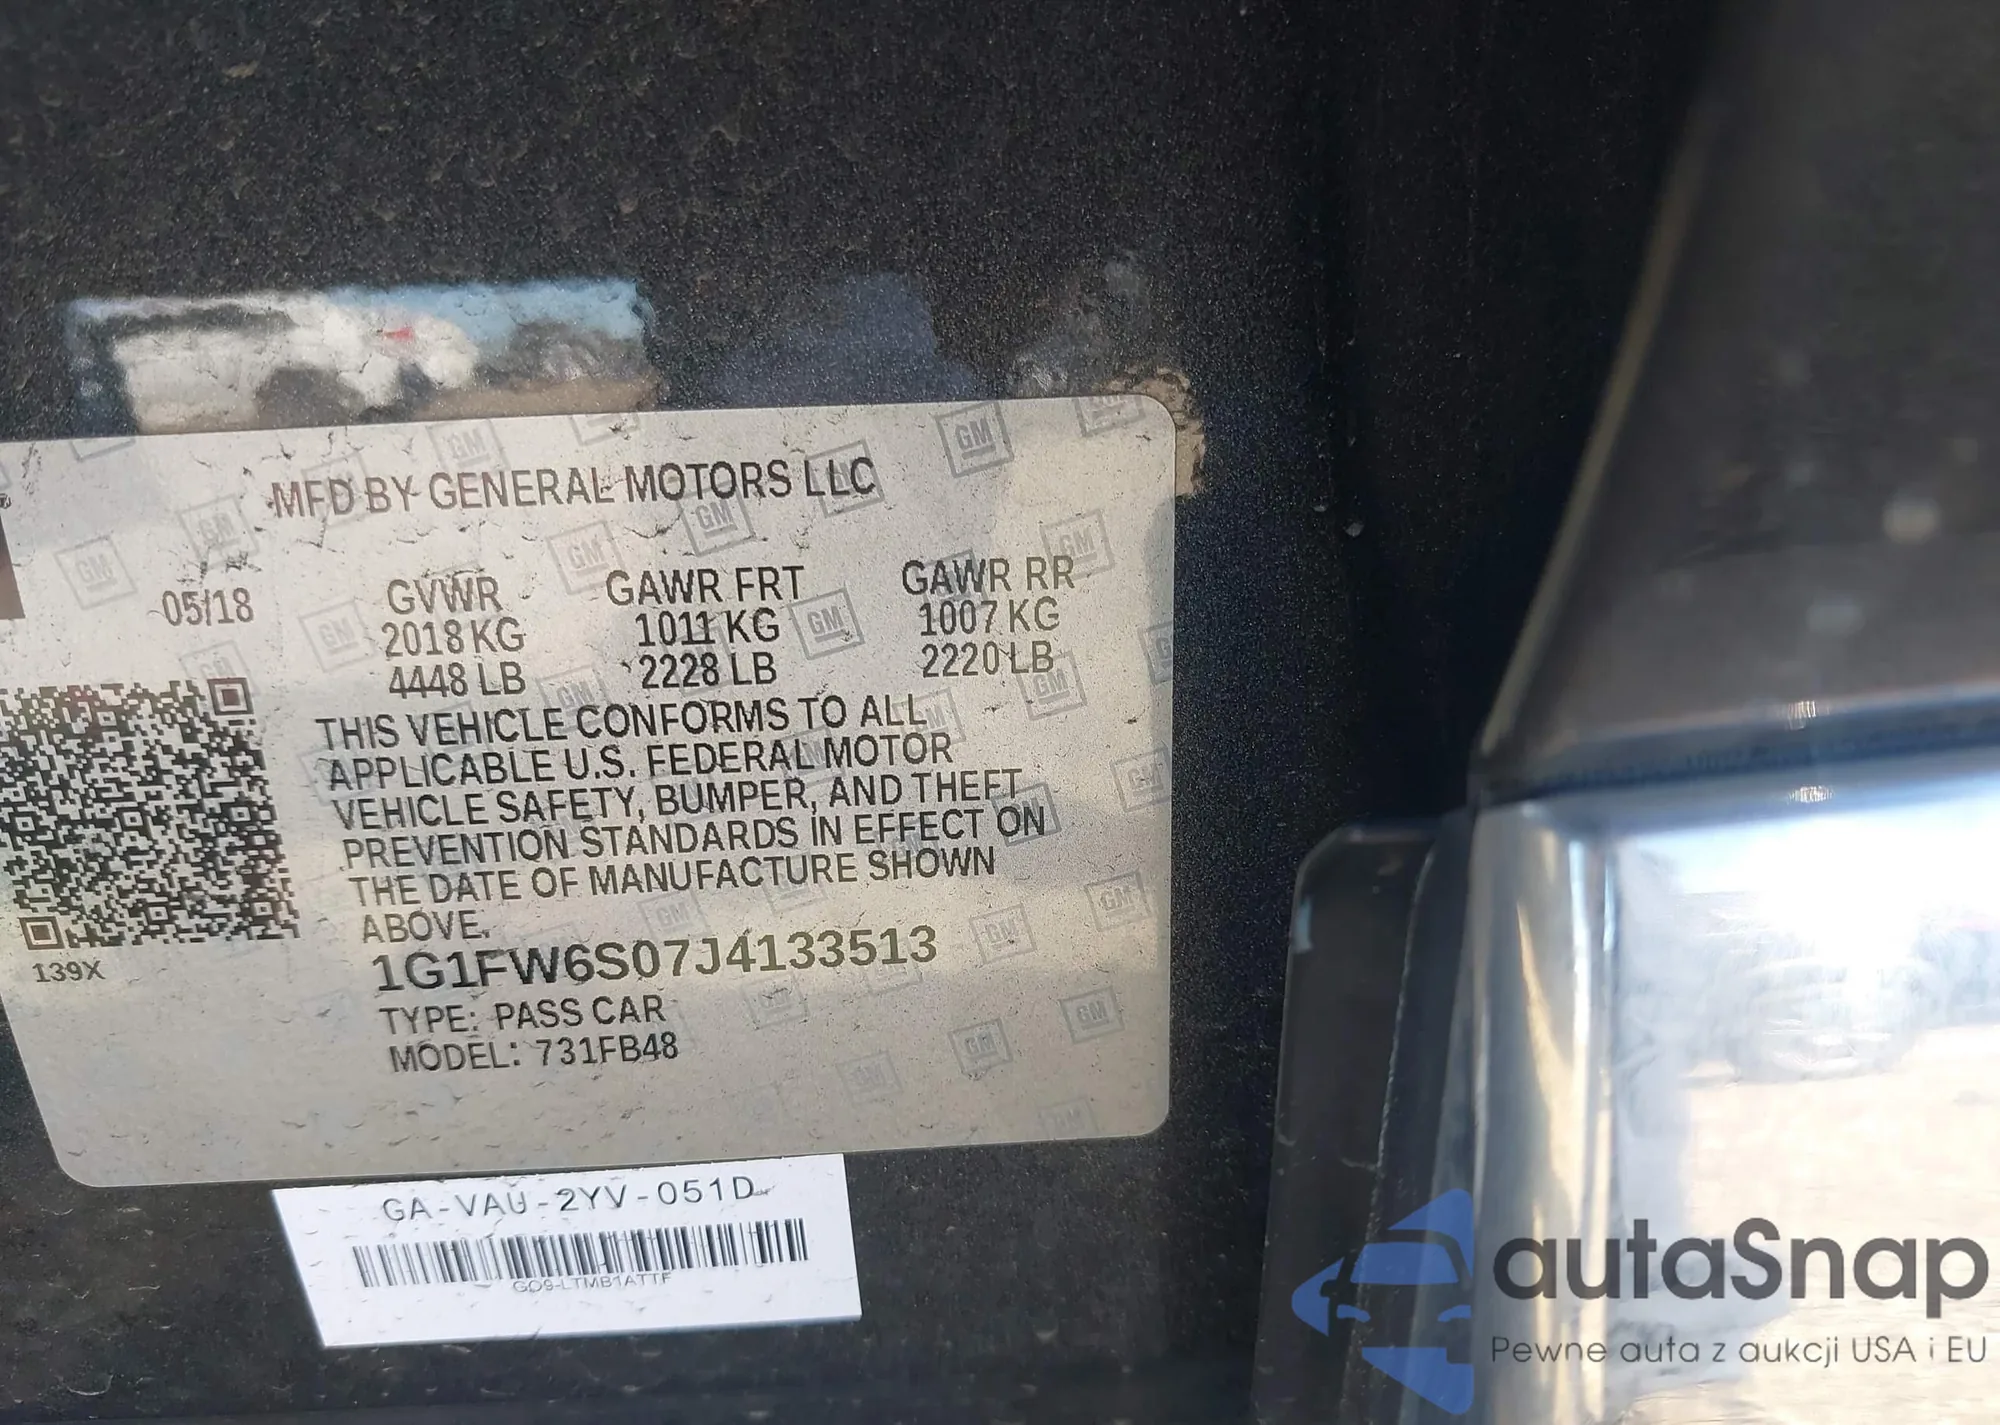 MFD BY GENERAL MOTORS LLC
05/18
GVWR
2018 KG
4448 LB
GAWR FRT
1011 KG
2228 LB
GAWR RR
1007 KG
2220 LB
THIS VEHICLE CONFORMS TO ALL
APPLICABLE U.S. FEDERAL MOTOR
VEHICLE SAFETY, BUMPER, AND THEFT
PREVENTION STANDARDS IN EFFECT ON
THE DATE OF MANUFACTURE SHOWN
ABOVE.
139X
1G1FW6S07J4133513
TYPE: PASS CAR
MODEL: 731FB48
GA-VAU-2YV-051D
GO9-LTMB1ATTF
autaSnap
Pewne auta z aukcji USA i EU